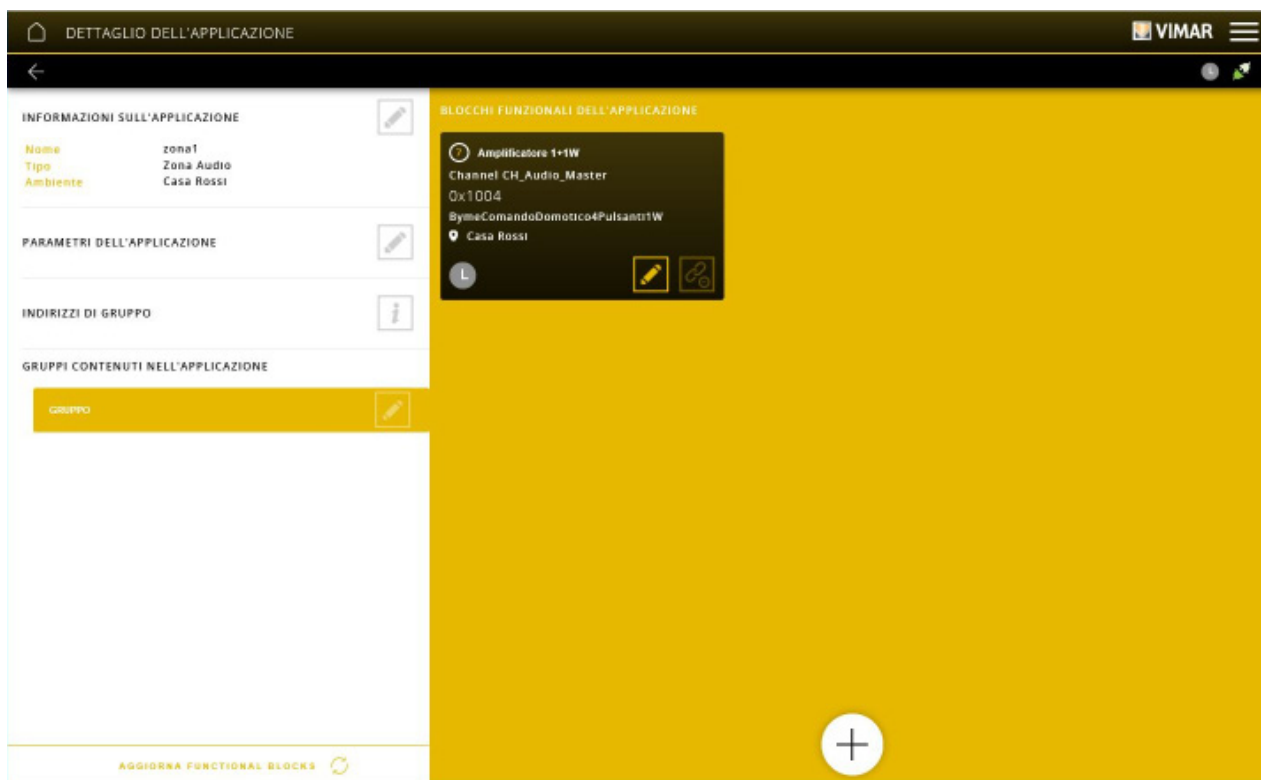 DETTAGLIO DELL'APPLICAZIONE
VIMAR
INFORMAZIONI SULL'APPLICAZIONE
Nome zona1
Tipo Zona Audio
Ambiente Casa Rossi
PARAMETRI DELL'APPLICAZIONE
INDIRIZZI DI GRUPPO
i
GRUPPI CONTENUTI NELL'APPLICAZIONE
GRUPPO
AGGIORNA FUNCTIONAL BLOCKS
BLOCCHI FUNZIONALI DELL'APPLICAZIONE
7 Amplificatore 1+1W
Channel CH_Audio_Master
0x1004
BymeComandoDomotico4Pulsanti1W
Casa Rossi
L